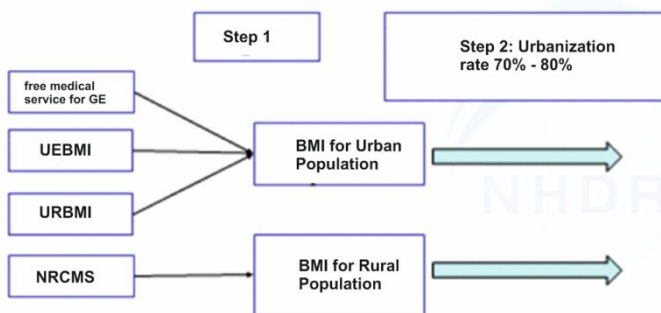 Step 1
Step 2: Urbanization
rate 70% - 80%
free medical
service for GE
UEBMI
URBMI
NRCMS
BMI for Urban
Population
BMI for Rural
Population
NHDR